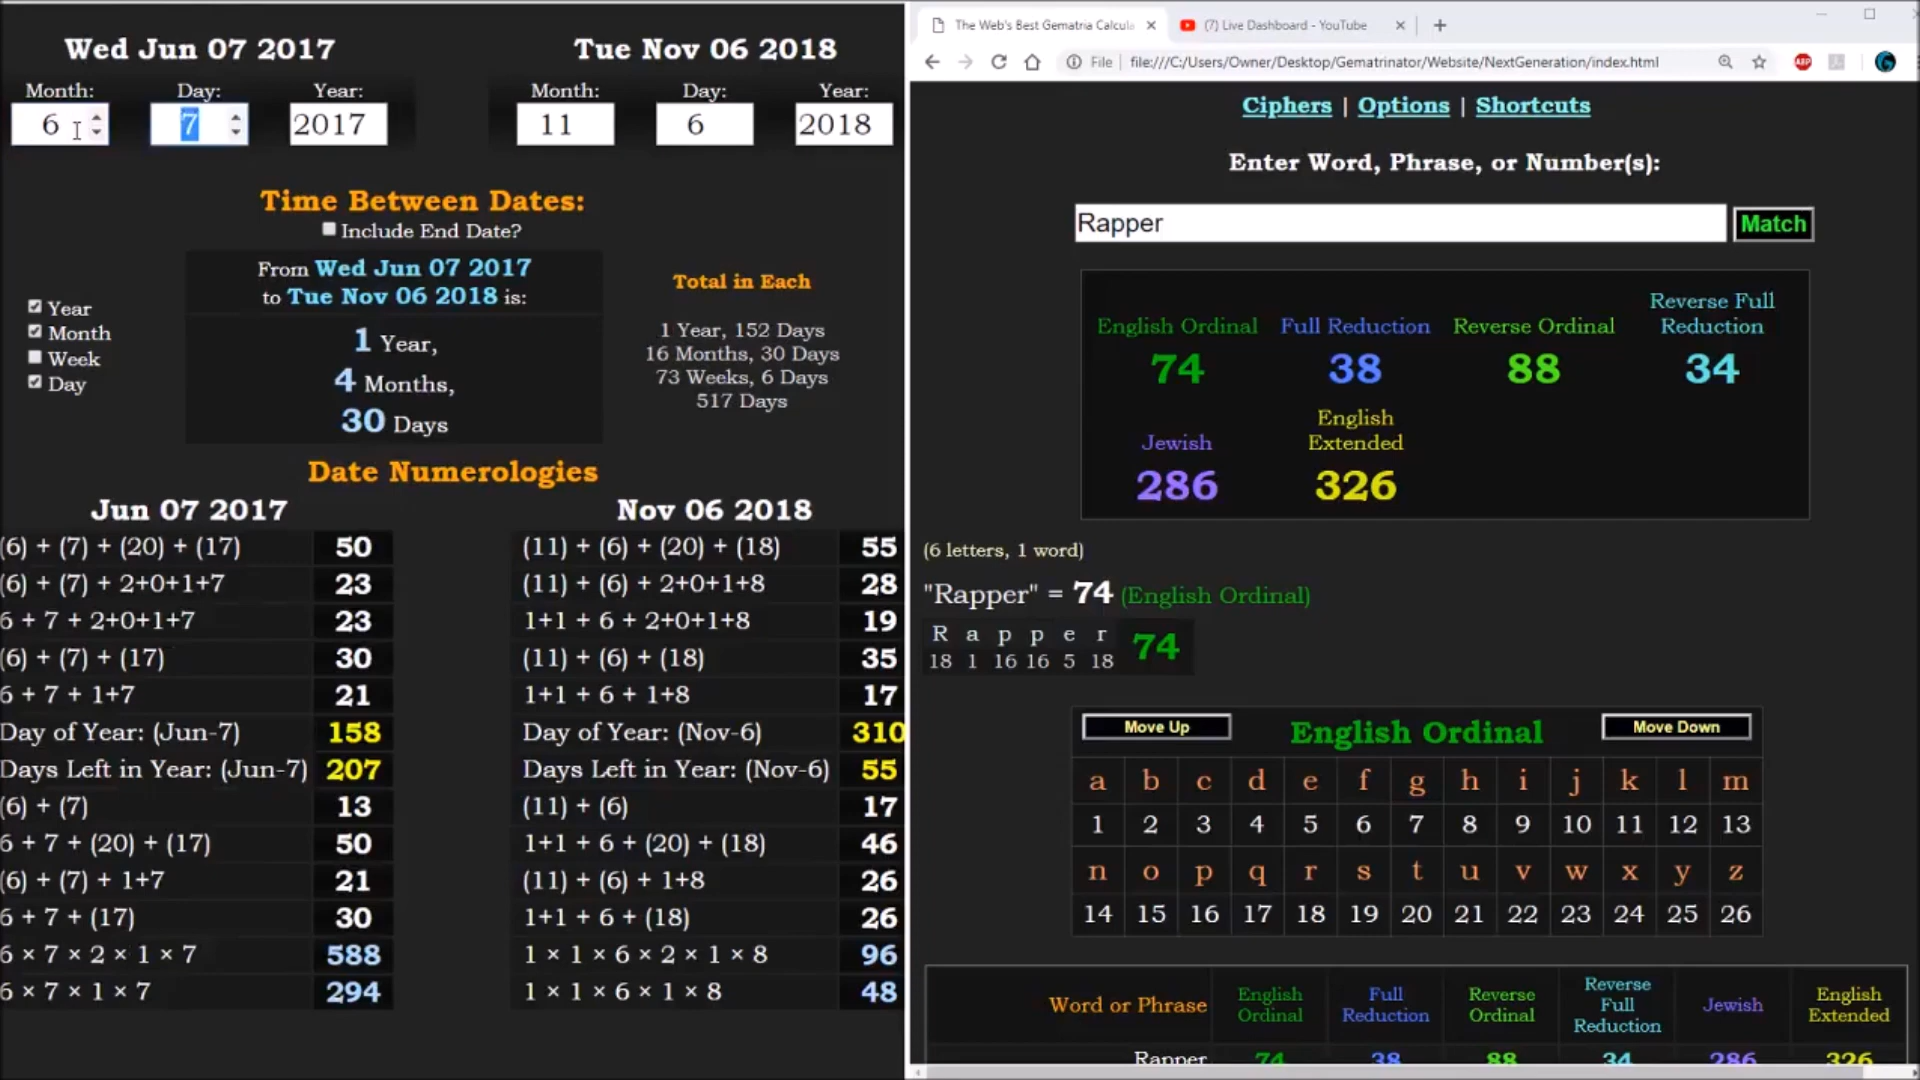 Wed Jun 07 2017
Tue Nov 06 2018
Month: Day: Year:
6 7 2017
Month: Day: Year:
11 6 2018
Time Between Dates:
Include End Date?
From Wed Jun 07 2017
to Tue Nov 06 2018 is:
1 Year,
4 Months,
30 Days
Year
Month
Week
Day
Total in Each
1 Year, 152 Days
16 Months, 30 Days
73 Weeks, 6 Days
517 Days
Date Numerologies
Jun 07 2017
(6) + (7) + (20) + (17) 50
(6) + (7) + 2+0+1+7 23
6 + 7 + 2+0+1+7 23
(6) + (7) + (17) 30
6 + 7 + 1+7 21
Day of Year: (Jun-7) 158
Days Left in Year: (Jun-7) 207
(6) + (7) 13
6 + 7 + (20) + (17) 50
(6) + (7) + 1+7 21
6 + 7 + (17) 30
6 × 7 × 2 × 1 × 7 588
6 × 7 × 1 × 7 294
Nov 06 2018
(11) + (6) + (20) + (18) 55
(11) + (6) + 2+0+1+8 28
1+1 + 6 + 2+0+1+8 19
(11) + (6) + (18) 35
1+1 + 6 + 1+8 17
Day of Year: (Nov-6) 310
Days Left in Year: (Nov-6) 55
(11) + (6) 17
1+1 + 6 + (20) + (18) 46
(11) + (6) + 1+8 26
1+1 + 6 + (18) 26
1 × 1 × 6 × 2 × 1 × 8 96
1 × 1 × 6 × 1 × 8 48
The Web's Best Gematria Calcula
(7) Live Dashboard - YouTube
File | file:///C:/Users/Owner/Desktop/Gematrinator/Website/NextGeneration/index.html
ABP
Ciphers | Options | Shortcuts
Enter Word, Phrase, or Number(s):
Rapper Match
English Ordinal
74
Full Reduction
38
Reverse Ordinal
88
Reverse Full
Reduction
34
Jewish
286
English
Extended
326
(6 letters, 1 word)
"Rapper" = 74 (English Ordinal)
R a p p e r
18 1 16 16 5 18 74
Move Up English Ordinal Move Down
a b c d e f g h i j k l m
1 2 3 4 5 6 7 8 9 10 11 12 13
n o p q r s t u v w x y z
14 15 16 17 18 19 20 21 22 23 24 25 26
Word or Phrase
English
Ordinal
Full
Reduction
Reverse
Ordinal
Reverse
Full
Reduction
Jewish
English
Extended
Rapper 74 38 88 34 286 326